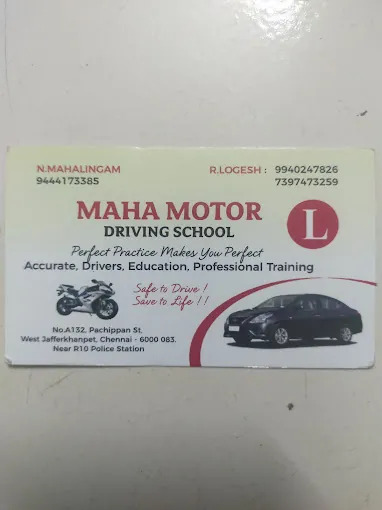 N.MAHALINGAM
9444173385
R.LOGESH : 9940247826
7397473259
MAHA MOTOR
DRIVING SCHOOL
L
Perfect Practice Makes You Perfect
Accurate, Drivers, Education, Professional Training
Safe to Drive !
Save to Life ! !
No.A132, Pachippan St.
West Jafferkhanpet, Chennai - 6000 083.
Near R10 Police Station